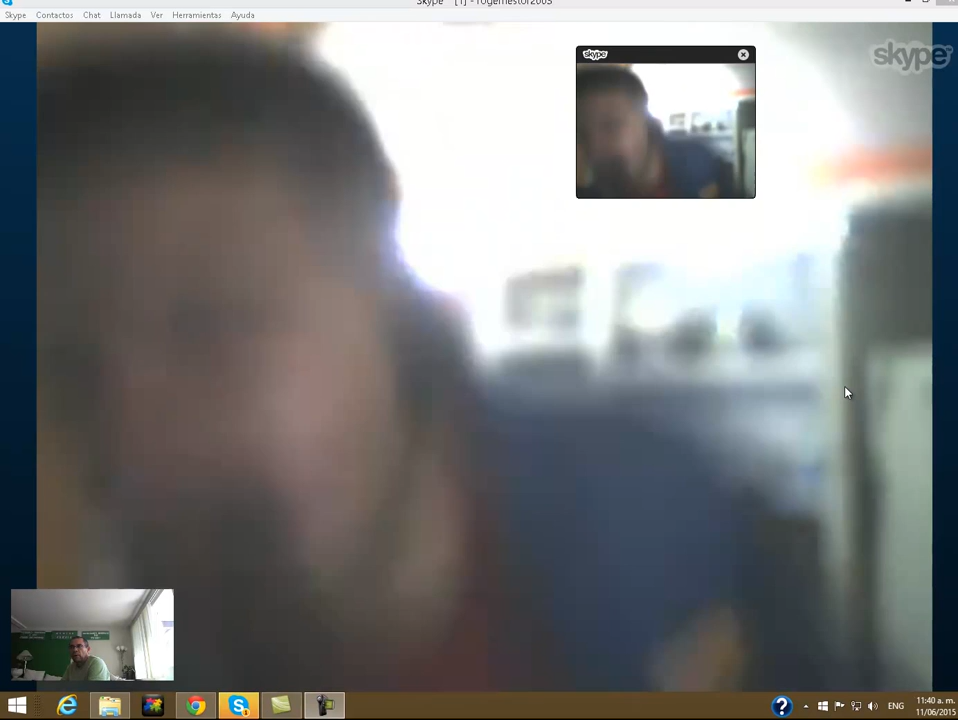 Skype
Contactos Chat Llamada Ver Herramientas Ayuda
skype
skype
ENG
11:40 a. m.
11/06/2015